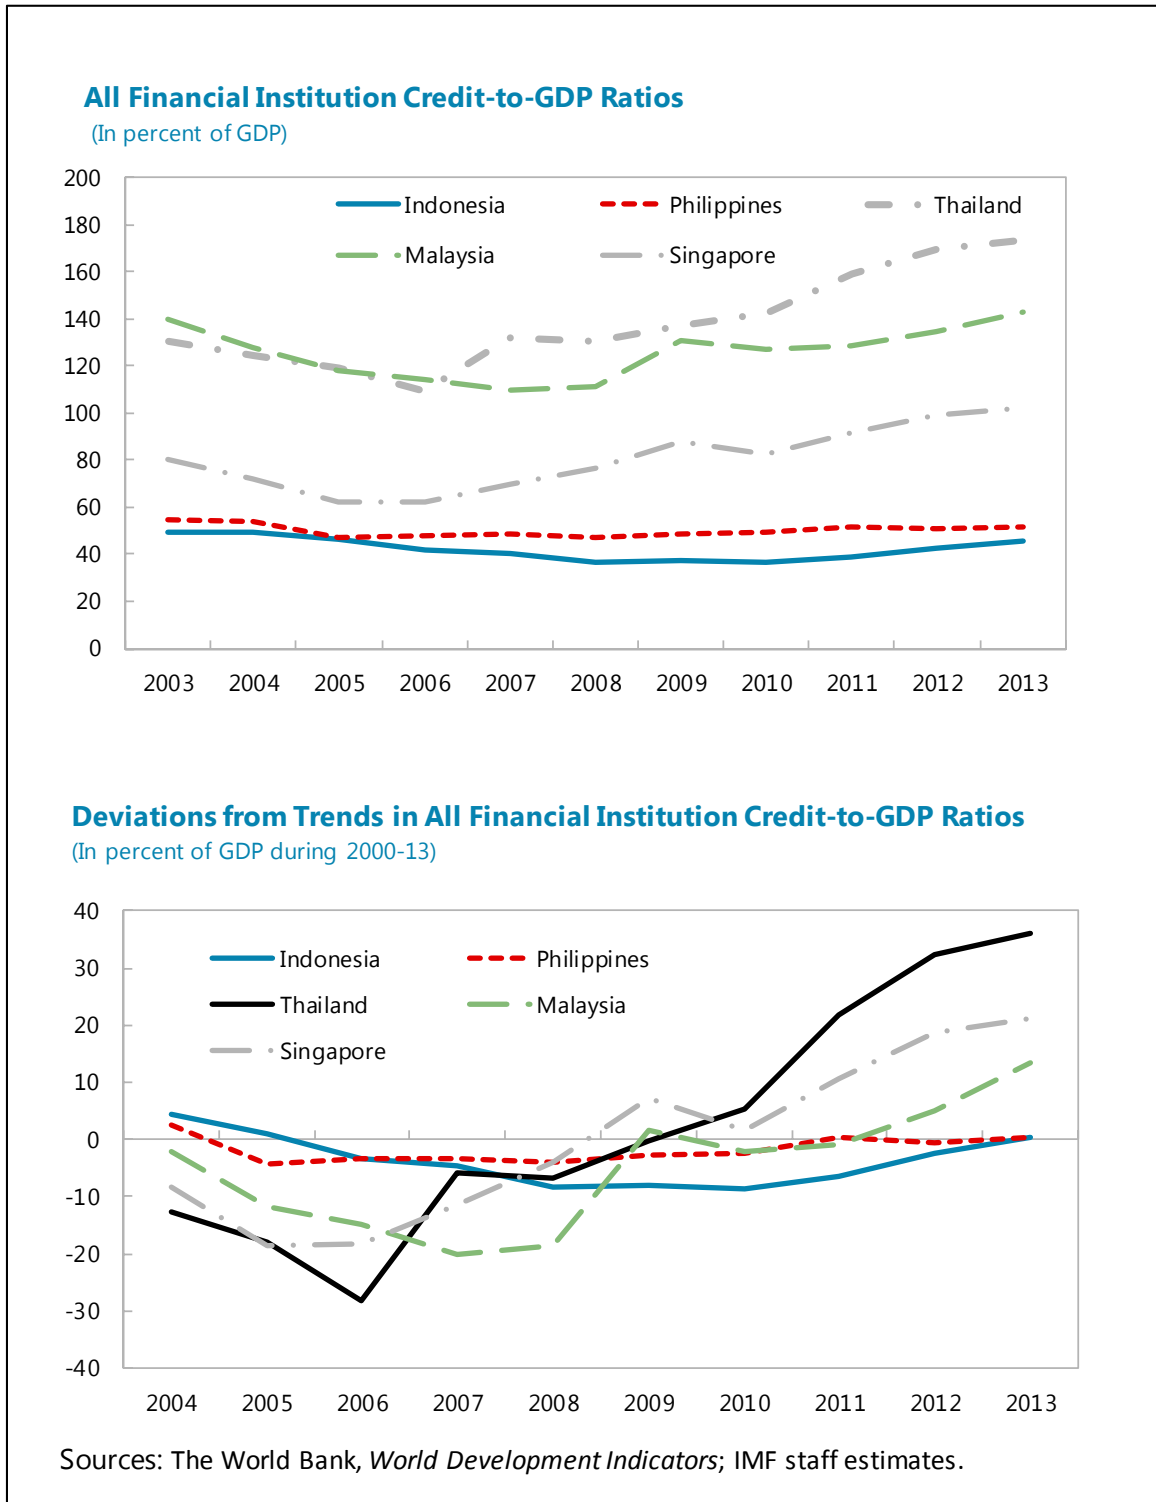 All Financial Institution Credit-to-GDP Ratios
(In percent of GDP)
200
180
160
140
120
100
80
60
40
20
0
Indonesia Philippines Thailand
Malaysia Singapore
2003 2004 2005 2006 2007 2008 2009 2010 2011 2012 2013
Deviations from Trends in All Financial Institution Credit-to-GDP Ratios
(In percent of GDP during 2000-13)
40
30
20
10
0
-10
-20
-30
-40
Indonesia Philippines
Thailand Malaysia
Singapore
2004 2005 2006 2007 2008 2009 2010 2011 2012 2013
Sources: The World Bank, World Development Indicators; IMF staff estimates.